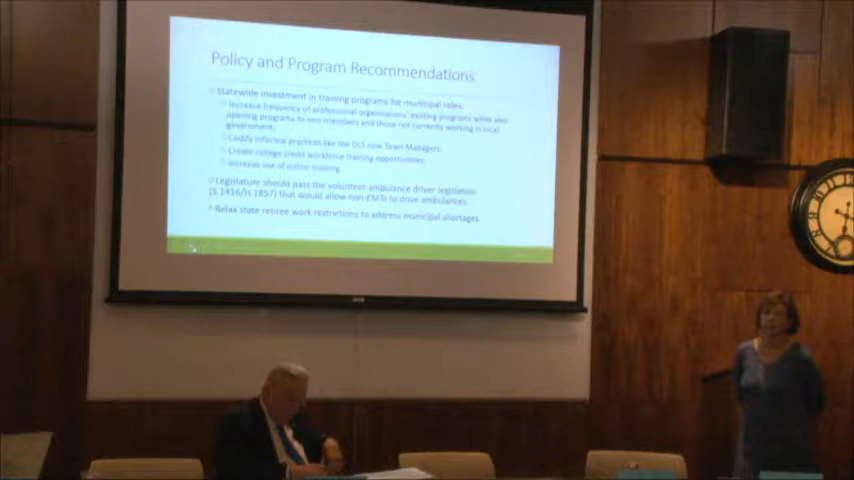 Policy and Program Recommendations
Statewide investment in training programs for municipal roles.
Increase frequency of professional organizations' existing programs while also
opening programs to non-members and those not currently working in local
government.
Codify informal practices like the DLS new Town Managers.
Create college credit workforce training opportunities.
Increase use of online training.
Legislature should pass the volunteer ambulance driver legislation
(S.1416/H.1857) that would allow non-EMTs to drive ambulances.
Relax state retiree work restrictions to address municipal shortages.